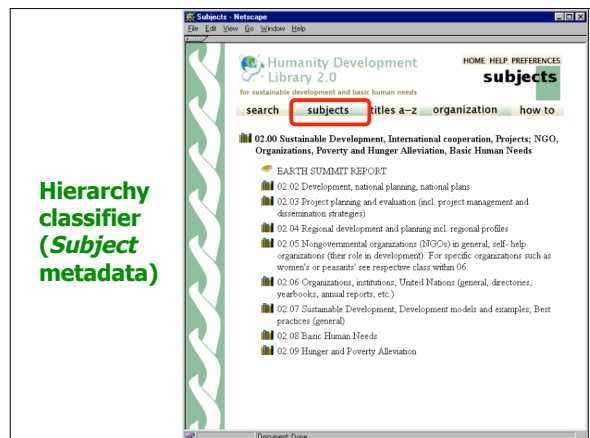 Subjects - Netscape
File Edit View Go Window Help
Humanity Development
Library 2.0
for sustainable development and basic human needs
HOME HELP PREFERENCES
subjects
search subjects titles a–z organization how to
02.00 Sustainable Development, International cooperation, Projects; NGO,
Organizations, Poverty and Hunger Alleviation, Basic Human Needs
EARTH SUMMIT REPORT
02.02 Development, national planning, national plans
02.03 Project planning and evaluation (incl. project management and
dissemination strategies)
02.04 Regional development and planning incl. regional profiles
02.05 Nongovernmental organizations (NGOs) in general, self- help
organizations (their role in development). For specific organizations such as
women's or peasants' see respective class within 06.
02.06 Organizations, institutions, United Nations (general, directories,
yearbooks, annual reports, etc.)
02.07 Sustainable Development, Development models and examples; Best
practices (general)
02.08 Basic Human Needs
02.09 Hunger and Poverty Alleviation
Hierarchy
classifier
(Subject
metadata)
Document: Done